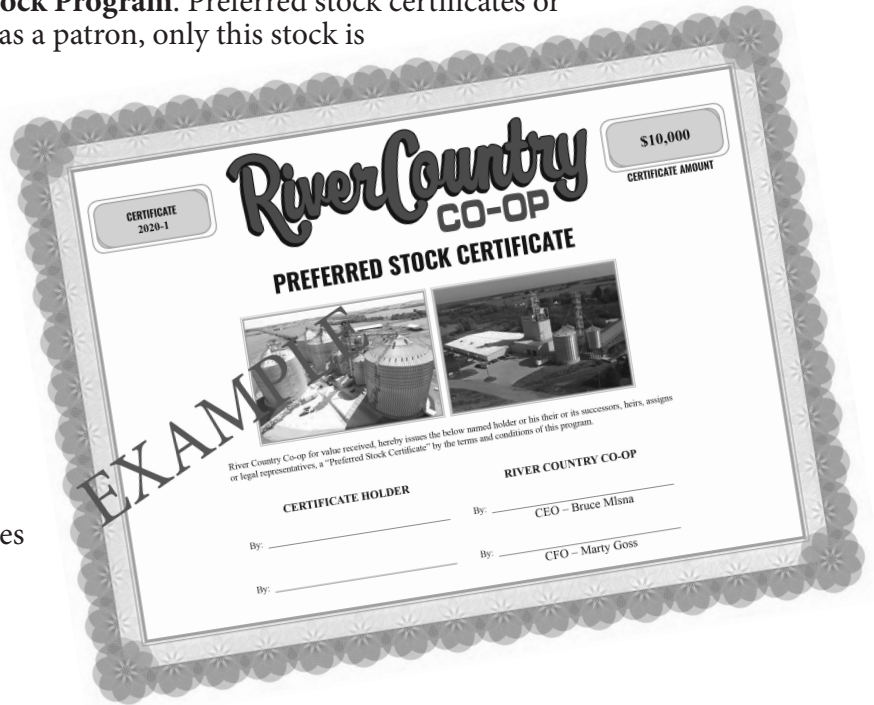 ock Program. Preferred stock certificates or
as a patron, only this stock is
$10,000
CERTIFICATE AMOUNT
CERTIFICATE
2020-1
River Country
CO-OP
PREFERRED STOCK CERTIFICATE
EXAMPLE
River Country Co-op for value received, hereby issues the below named holder or his their or its successors, heirs, assigns
or legal representatives, a "Preferred Stock Certificate" by the terms and conditions of this program.
CERTIFICATE HOLDER
RIVER COUNTRY CO-OP
By:
By:
By:
CEO – Bruce Mlsna
By:
CFO – Marty Goss
es